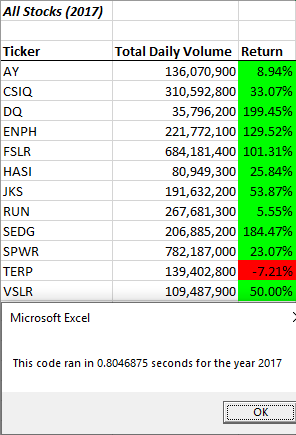 All Stocks (2017)
Ticker Total Daily Volume Return
AY 136,070,900 8.94%
CSIQ 310,592,800 33.07%
DQ 35,796,200 199.45%
ENPH 221,772,100 129.52%
FSLR 684,181,400 101.31%
HASI 80,949,300 25.84%
JKS 191,632,200 53.87%
RUN 267,681,300 5.55%
SEDG 206,885,200 184.47%
SPWR 782,187,000 23.07%
TERP 139,402,800 -7.21%
VSLR 109,487,900 50.00%
Microsoft Excel
This code ran in 0.8046875 seconds for the year 2017
OK